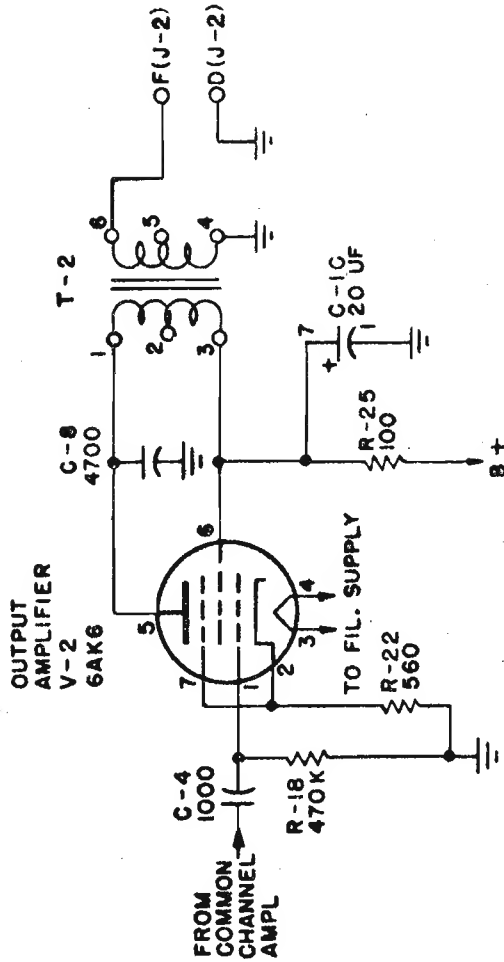 OUTPUT
AMPLIFIER
V-2
6AK6
C-8
4700
T-2
1
2
3
6
5
4
F(J-2)
D(J-2)
5
6
7
1
2
3
4
FROM
COMMON
CHANNEL
AMPL
C-4
1000
R-18
470K
TO FIL. SUPPLY
R-22
560
+
7
1
C-1C
20 UF
R-25
100
B+